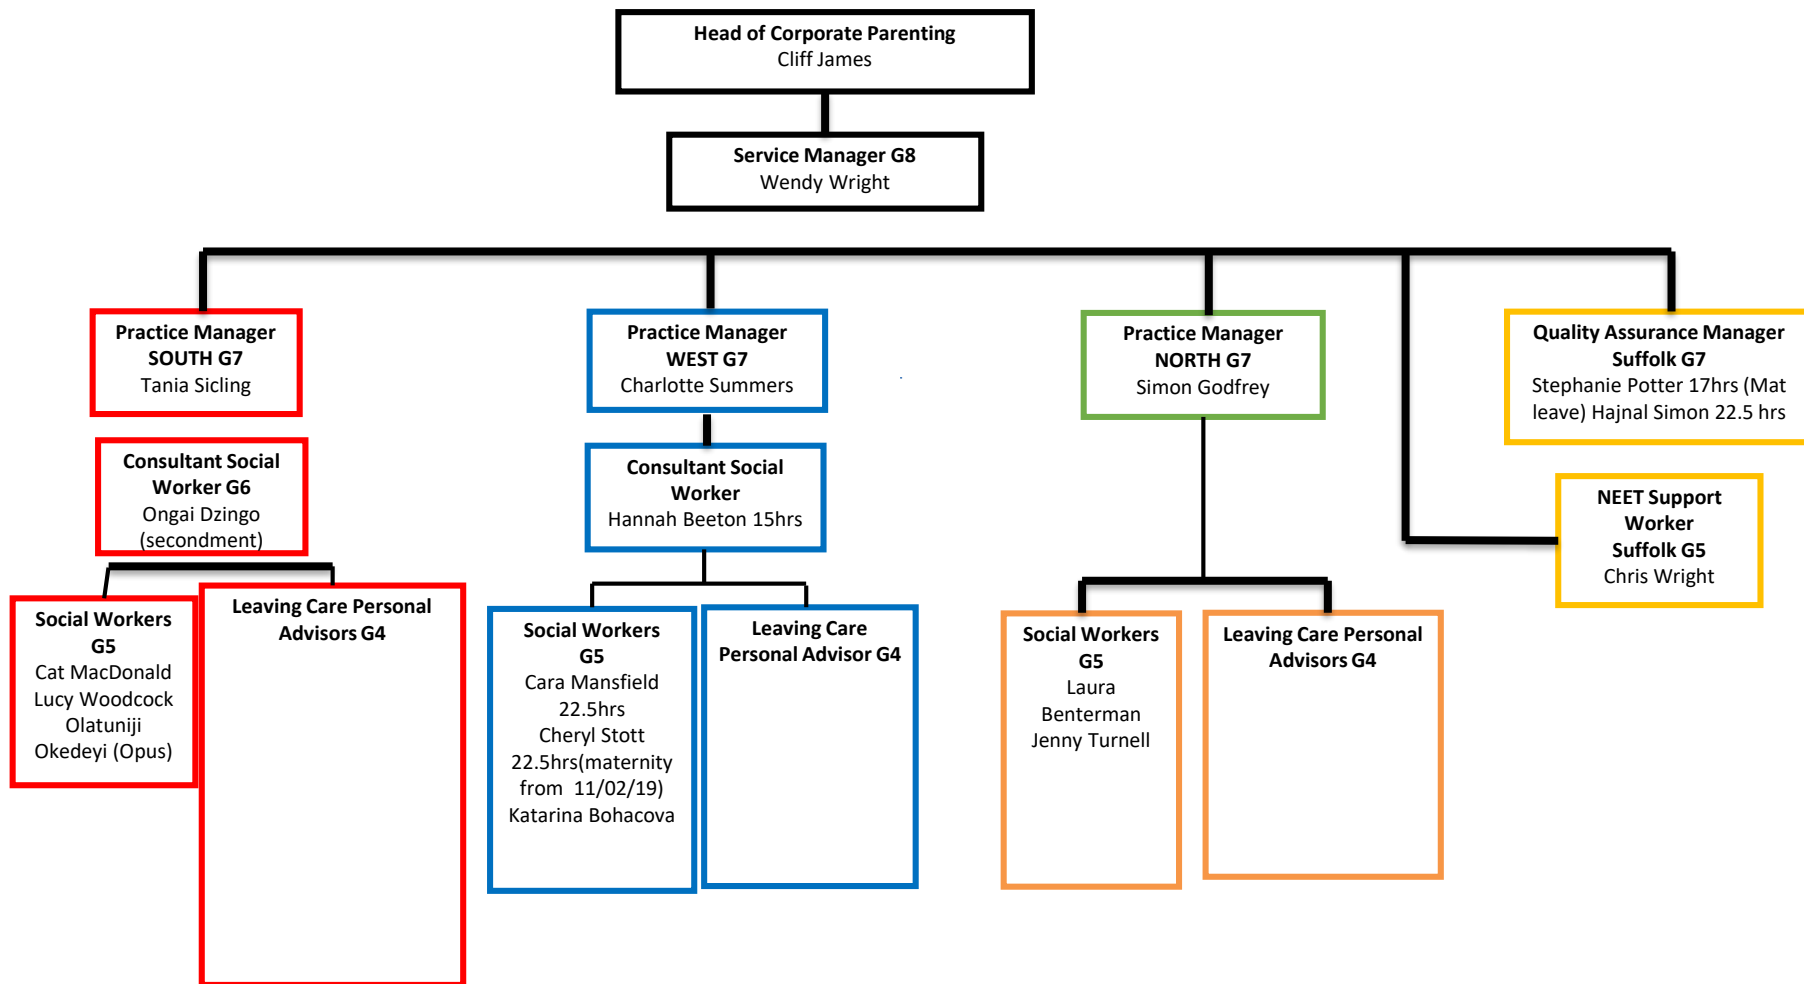 Head of Corporate Parenting
Cliff James
Service Manager G8
Wendy Wright
Practice Manager
SOUTH G7
Tania Sicling
Practice Manager
WEST G7
Charlotte Summers
Practice Manager
NORTH G7
Simon Godfrey
Quality Assurance Manager
Suffolk G7
Stephanie Potter 17hrs (Mat
leave) Hajnal Simon 22.5 hrs
Consultant Social
Worker G6
Ongai Dzingo
(secondment)
Consultant Social
Worker
Hannah Beeton 15hrs
NEET Support
Worker
Suffolk G5
Chris Wright
Social Workers
G5
Cat MacDonald
Lucy Woodcock
Olatuniji
Okedeyi (Opus)
Leaving Care Personal
Advisors G4
Social Workers
G5
Cara Mansfield
22.5hrs
Cheryl Stott
22.5hrs(maternity
from  11/02/19)
Katarina Bohacova
Leaving Care
Personal Advisor G4
Social Workers
G5
Laura
Benterman
Jenny Turnell
Leaving Care Personal
Advisors G4